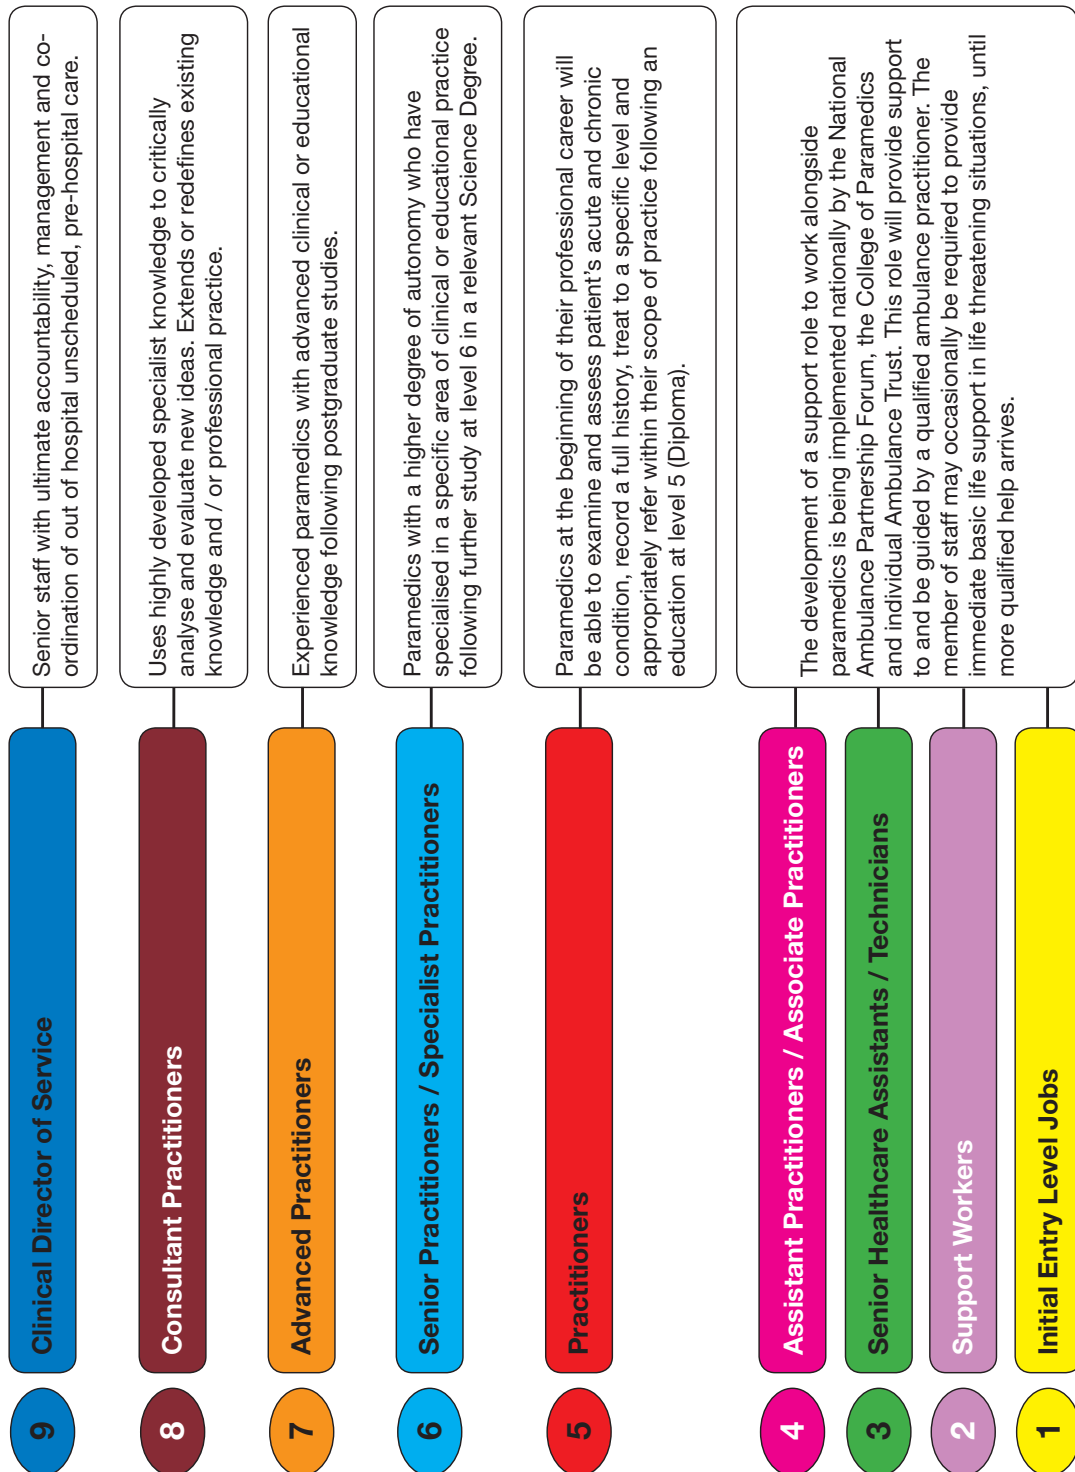 9
Clinical Director of Service
Senior staff with ultimate accountability, management and co-
ordination of out of hospital unscheduled, pre-hospital care.
8
Consultant Practitioners
Uses highly developed specialist knowledge to critically
analyse and evaluate new ideas. Extends or redefines existing
knowledge and / or professional practice.
7
Advanced Practitioners
Experienced paramedics with advanced clinical or educational
knowledge following postgraduate studies.
6
Senior Practitioners / Specialist Practitioners
Paramedics with a higher degree of autonomy who have
specialised in a specific area of clinical or educational practice
following further study at level 6 in a relevant Science Degree.
5
Practitioners
Paramedics at the beginning of their professional career will
be able to examine and assess patient's acute and chronic
condition, record a full history, treat to a specific level and
appropriately refer within their scope of practice following an
education at level 5 (Diploma).
4
Assistant Practitioners / Associate Practitioners
3
Senior Healthcare Assistants / Technicians
2
Support Workers
1
Initial Entry Level Jobs
The development of a support role to work alongside
paramedics is being implemented nationally by the National
Ambulance Partnership Forum, the College of Paramedics
and individual Ambulance Trust. This role will provide support
to and be guided by a qualified ambulance practitioner. The
member of staff may occasionally be required to provide
immediate basic life support in life threatening situations, until
more qualified help arrives.